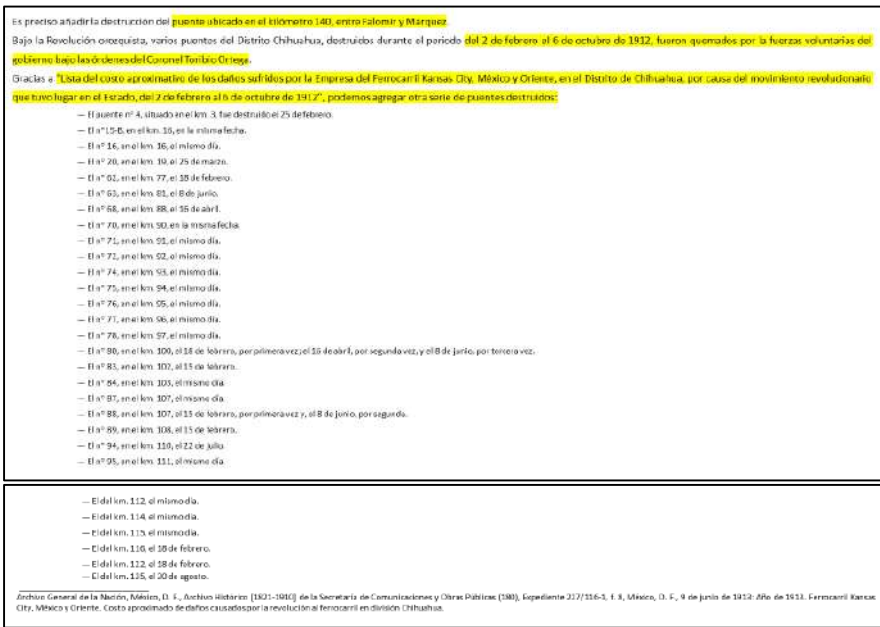 Es preciso añadir la destrucción del puente ubicado en el kilómetro 140, entre Falomir y Márquez.
Bajo la Revolución orozquista, varios puentes del Distrito Chihuahua, destruidos durante el periodo del 2 de febrero al 6 de octubre de 1912, fueron quemados por la fuerzas voluntarias del
gobierno bajo las órdenes del Coronel Toribio Ortega.
Gracias a "Lista del costo aproximativo de los daños sufridos por la Empresa del Ferrocarril Kansas City, México y Oriente, en el Distrito de Chihuahua, por causa del movimiento revolucionario
que tuvo lugar en el Estado, del 2 de febrero al 6 de octubre de 1912", podemos agregar otra serie de puentes destruidos:
— El puente nº 4, situado en el km. 3, fue destruido el 25 de febrero.
— El nº 15-B, en el km. 16, en la misma fecha.
— El nº 16, en el km. 16, el mismo día.
— El nº 20, en el km. 19, el 25 de marzo.
— El nº 62, en el km. 77, el 18 de febrero.
— El nº 63, en el km. 81, el 8 de junio.
— El nº 68, en el km. 88, el 16 de abril.
— El nº 70, en el km. 90, en la misma fecha.
— El nº 71, en el km. 91, el mismo día.
— El nº 72, en el km. 92, el mismo día.
— El nº 74, en el km. 93, el mismo día.
— El nº 75, en el km. 94, el mismo día.
— El nº 76, en el km. 95, el mismo día.
— El nº 77, en el km. 96, el mismo día.
— El nº 78, en el km. 97, el mismo día.
— El nº 80, en el km. 100, el 18 de febrero, por primera vez; el 16 de abril, por segunda vez, y el 8 de junio, por tercera vez.
— El nº 83, en el km. 102, el 15 de febrero.
— El nº 84, en el km. 103, el mismo día.
— El nº 87, en el km. 107, el mismo día.
— El nº 88, en el km. 107, el 15 de febrero, por primera vez y, el 8 de junio, por segunda.
— El nº 89, en el km. 108, el 15 de febrero.
— El nº 94, en el km. 110, el 22 de julio.
— El nº 95, en el km. 111, el mismo día.
— El del km. 112, el mismo día.
— El del km. 114, el mismo día.
— El del km. 115, el mismo día.
— El del km. 116, el 18 de febrero.
— El del km. 122, el 18 de febrero.
— El del km. 135, el 30 de agosto.
Archivo General de la Nación, México, D. F., Archivo Histórico (1821-1910) de la Secretaría de Comunicaciones y Obras Públicas (180), Expediente 227/116-1, f. 8, México, D. F., 9 de junio de 1913: Año de 1913. Ferrocarril Kansas
City, México y Oriente. Costo aproximado de daños causados por la revolución al ferrocarril en división Chihuahua.